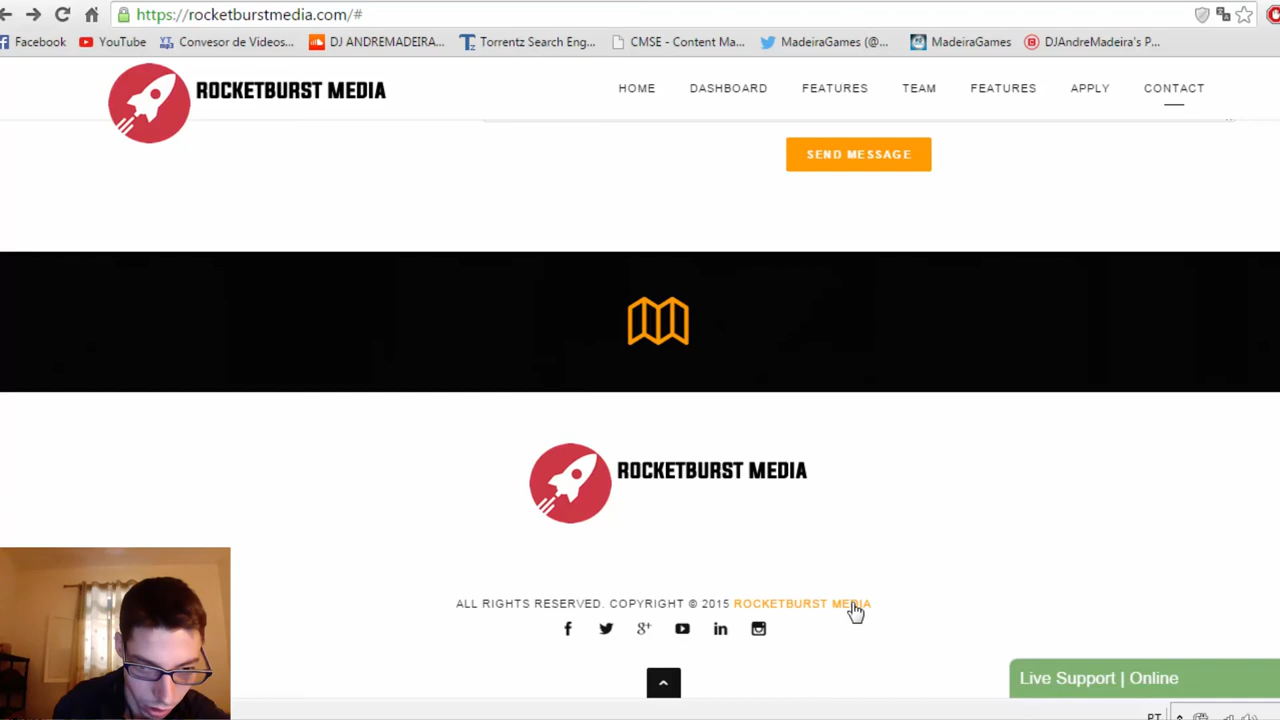 https://rocketburstmedia.com/#
Facebook YouTube Convesor de Videos... DJ ANDREMADEIRA... Torrentz Search Eng... CMSE - Content Ma... MadeiraGames (@... MadeiraGames DJAndreMadeira's P...
ROCKETBURST MEDIA
HOME DASHBOARD FEATURES TEAM FEATURES APPLY CONTACT
SEND MESSAGE
ROCKETBURST MEDIA
ALL RIGHTS RESERVED. COPYRIGHT © 2015 ROCKETBURST MEDIA
Live Support | Online
PT